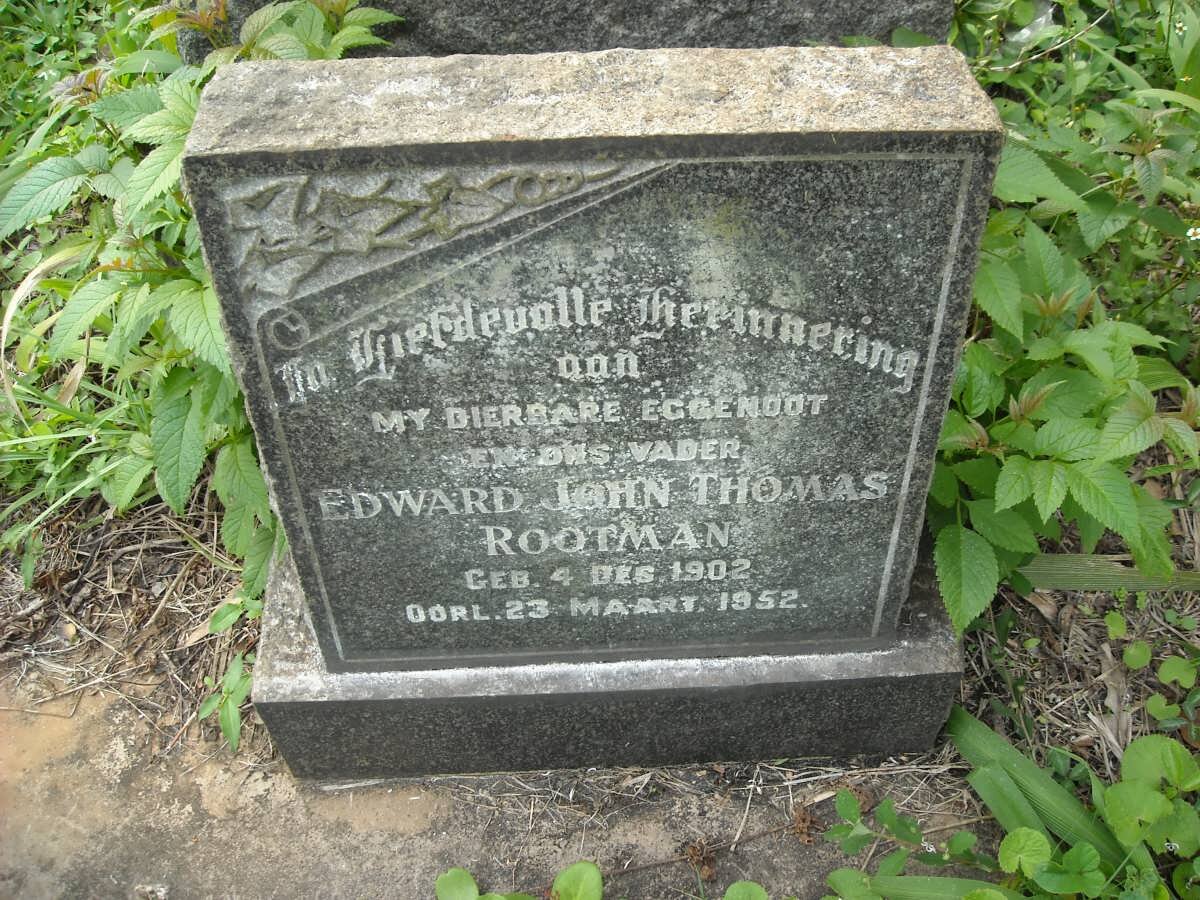 In Liefdevolle Herinnering
aan
MY DIERBARE EGGENOOT
EN ONS VADER
EDWARD JOHN THOMAS
ROOTMAN
GEB. 4 DES. 1902
OORL. 23 MAART. 1952.